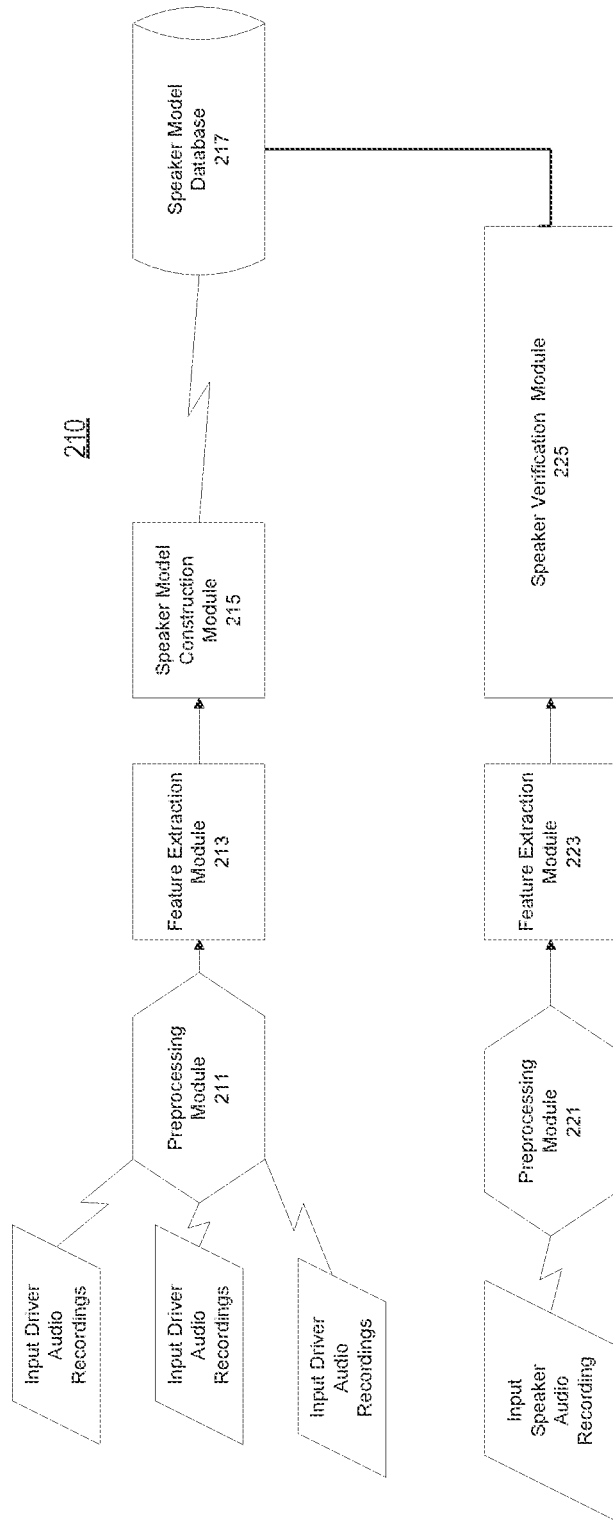 210
Input Driver
Audio
Recordings
Input Driver
Audio
Recordings
Input Driver
Audio
Recordings
Preprocessing
Module
211
Feature Extraction
Module
213
Speaker Model
Construction
Module
215
Speaker Model
Database
217
Input
Speaker
Audio
Recording
Preprocessing
Module
221
Feature Extraction
Module
223
Speaker Verification Module
225